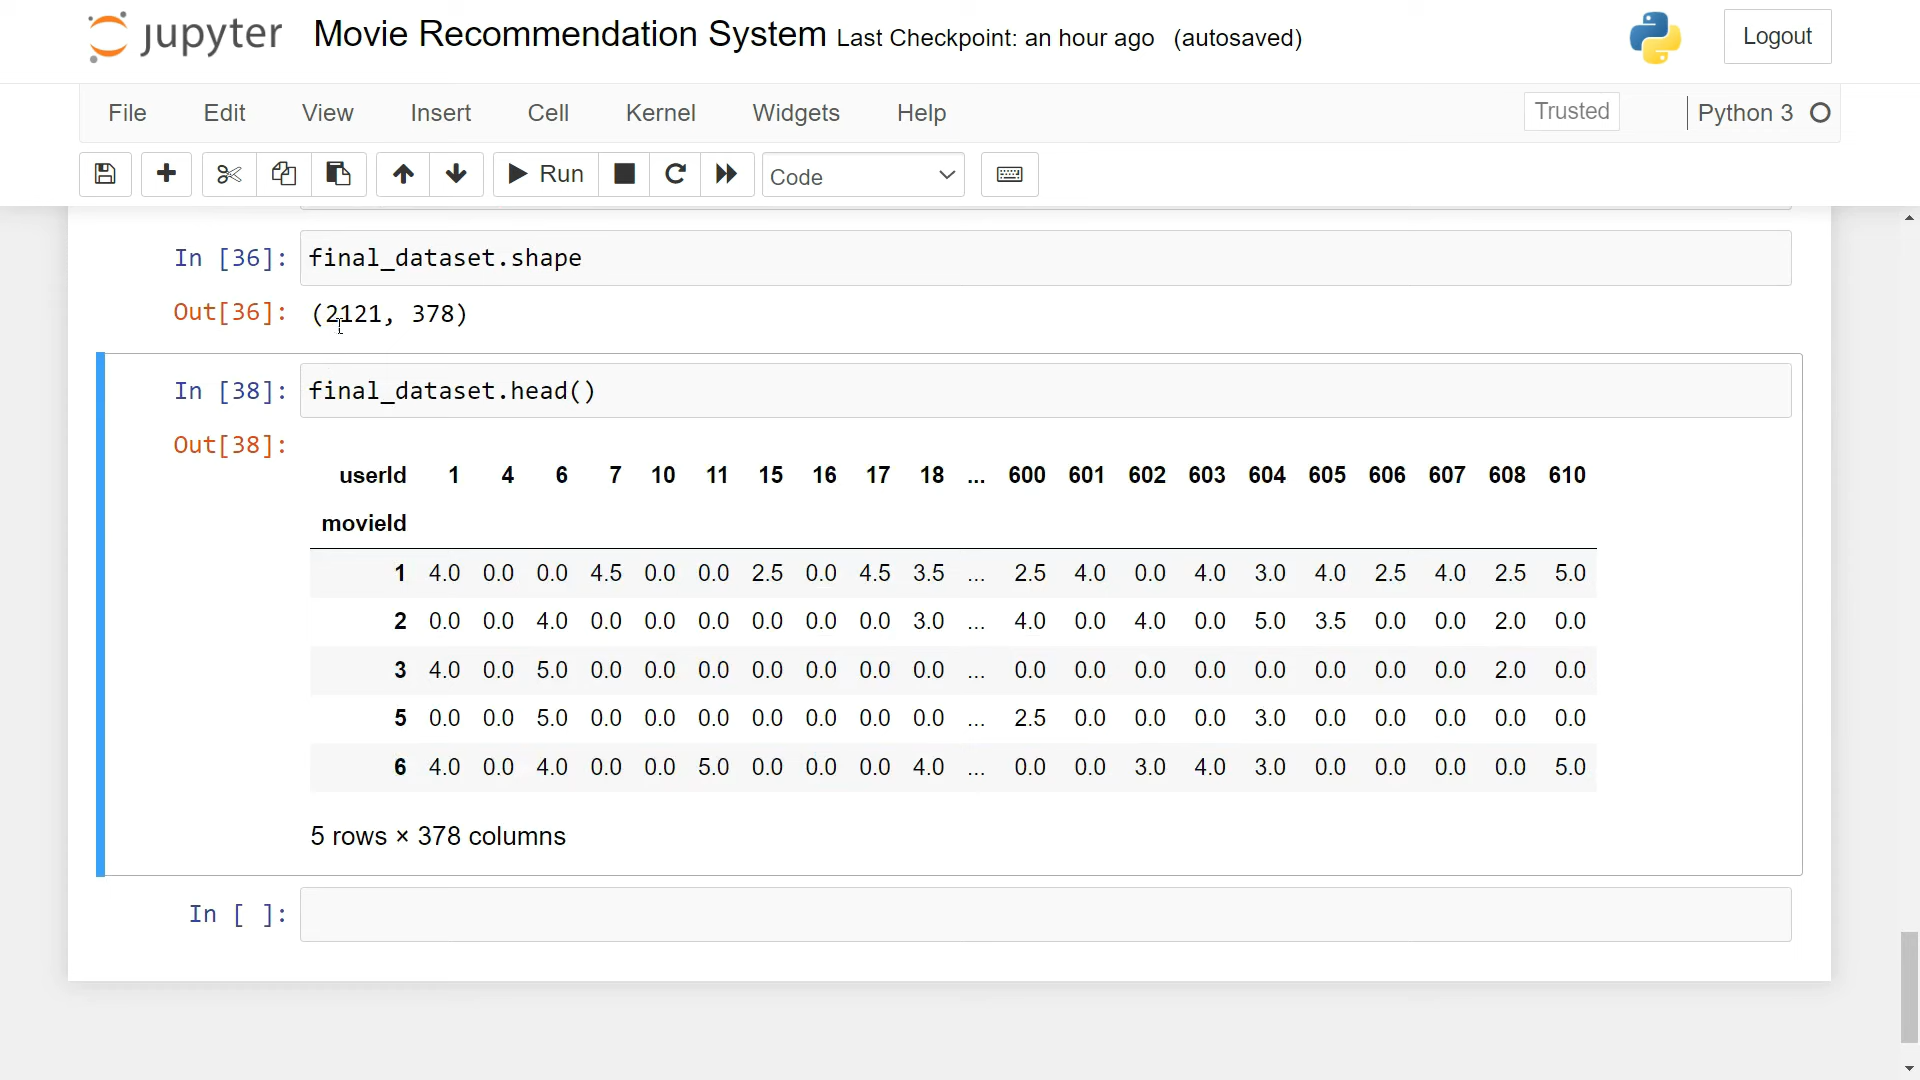 jupyter Movie Recommendation System Last Checkpoint: an hour ago (autosaved) Logout
File Edit View Insert Cell Kernel Widgets Help Trusted Python 3
Run Code
In [36]: final_dataset.shape
Out[36]: (2121, 378)
In [38]: final_dataset.head()
Out[38]:
userId 1 4 6 7 10 11 15 16 17 18 ... 600 601 602 603 604 605 606 607 608 610
movieId
1 4.0 0.0 0.0 4.5 0.0 0.0 2.5 0.0 4.5 3.5 ... 2.5 4.0 0.0 4.0 3.0 4.0 2.5 4.0 2.5 5.0
2 0.0 0.0 4.0 0.0 0.0 0.0 0.0 0.0 0.0 3.0 ... 4.0 0.0 4.0 0.0 5.0 3.5 0.0 0.0 2.0 0.0
3 4.0 0.0 5.0 0.0 0.0 0.0 0.0 0.0 0.0 0.0 ... 0.0 0.0 0.0 0.0 0.0 0.0 0.0 0.0 2.0 0.0
5 0.0 0.0 5.0 0.0 0.0 0.0 0.0 0.0 0.0 0.0 ... 2.5 0.0 0.0 0.0 3.0 0.0 0.0 0.0 0.0 0.0
6 4.0 0.0 4.0 0.0 0.0 5.0 0.0 0.0 0.0 4.0 ... 0.0 0.0 3.0 4.0 3.0 0.0 0.0 0.0 0.0 5.0
5 rows × 378 columns
In [ ]: